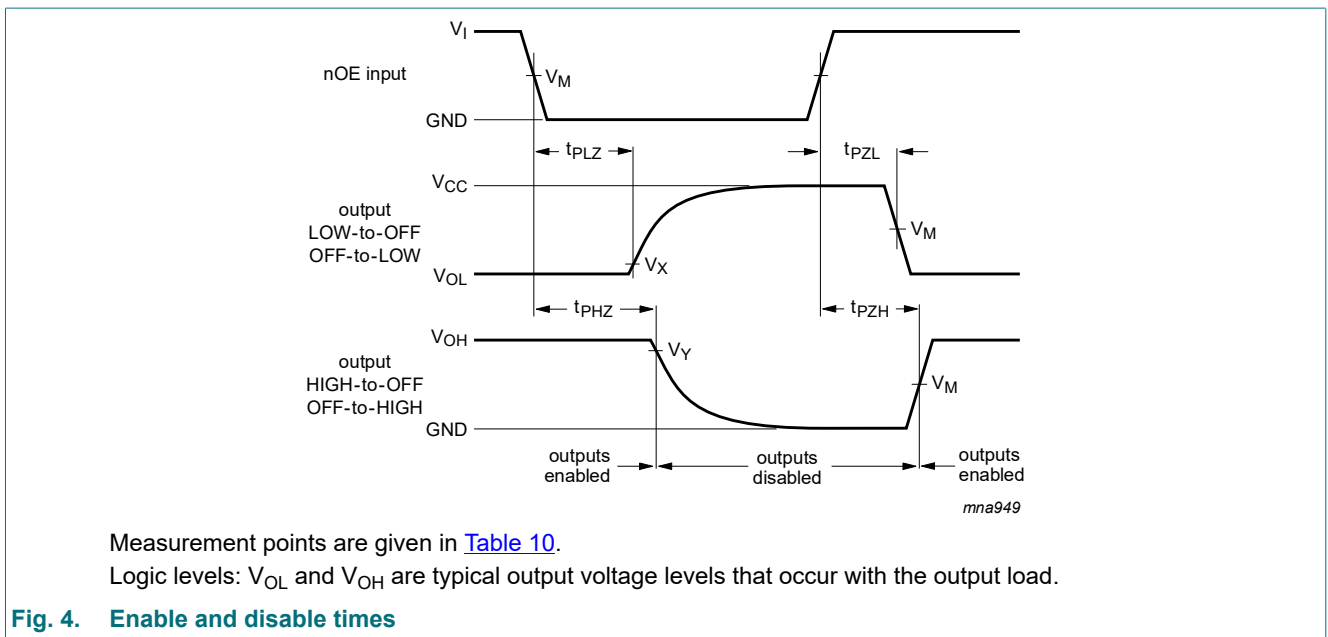 V_I
nOE input
V_M
GND
t_PLZ
t_PZL
V_CC
output
LOW-to-OFF
OFF-to-LOW
V_M
V_X
V_OL
t_PHZ
t_PZH
V_OH
output
HIGH-to-OFF
OFF-to-HIGH
V_Y
V_M
GND
outputs
enabled
outputs
disabled
outputs
enabled
mna949
Measurement points are given in Table 10.
Logic levels: V_OL and V_OH are typical output voltage levels that occur with the output load.
Fig. 4. Enable and disable times